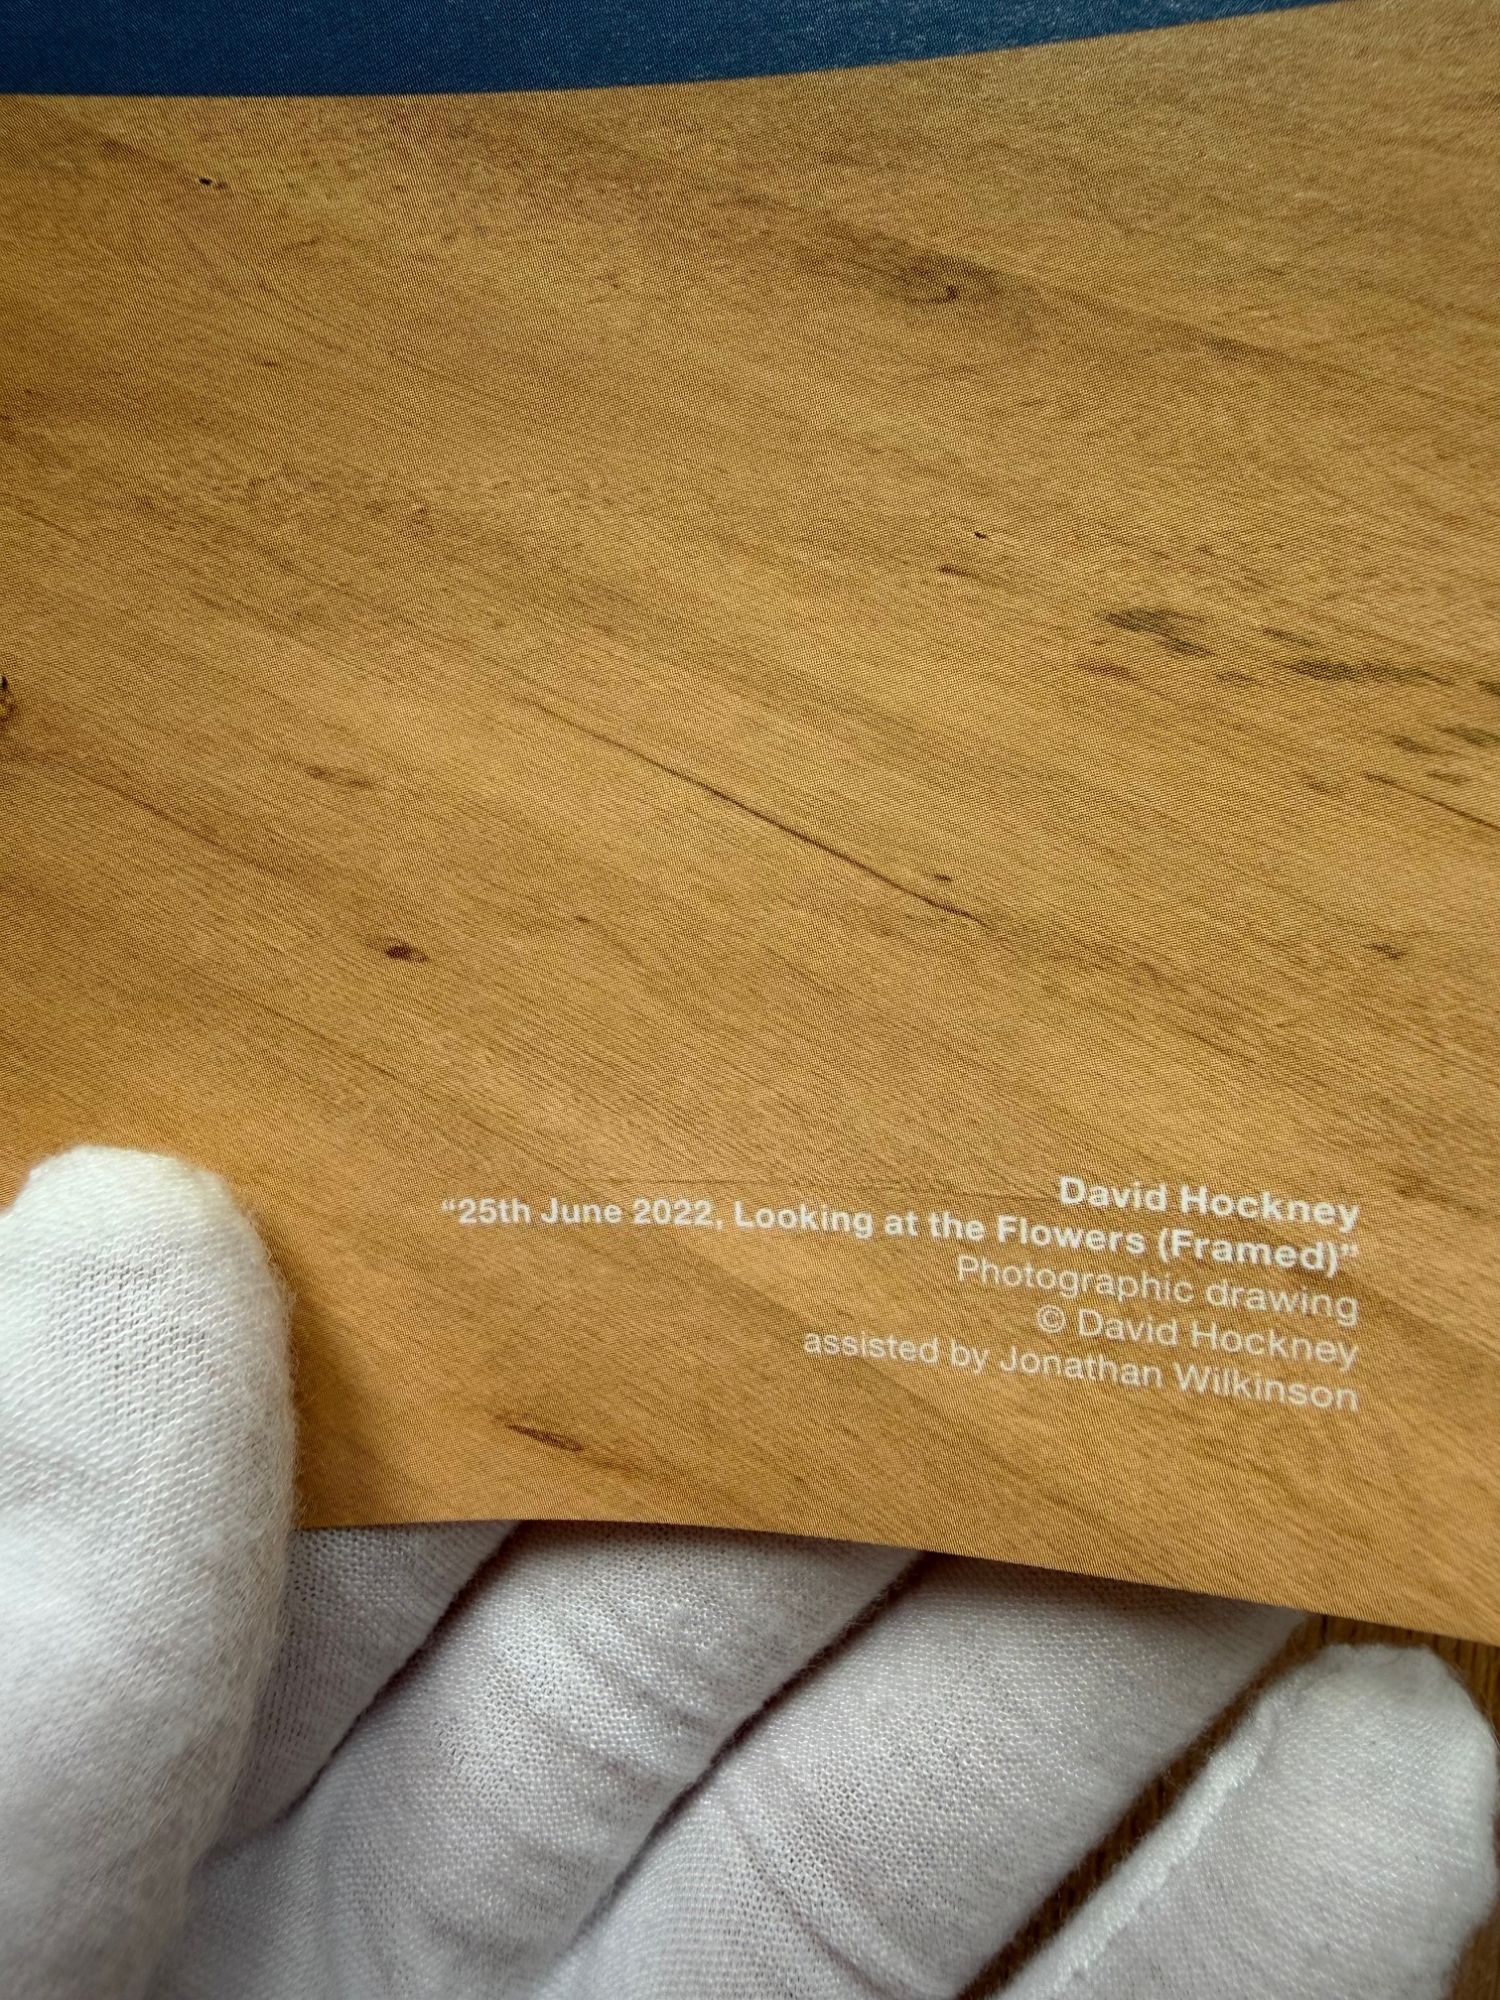 David Hockney
“25th June 2022, Looking at the Flowers (Framed)”
Photographic drawing
© David Hockney
assisted by Jonathan Wilkinson